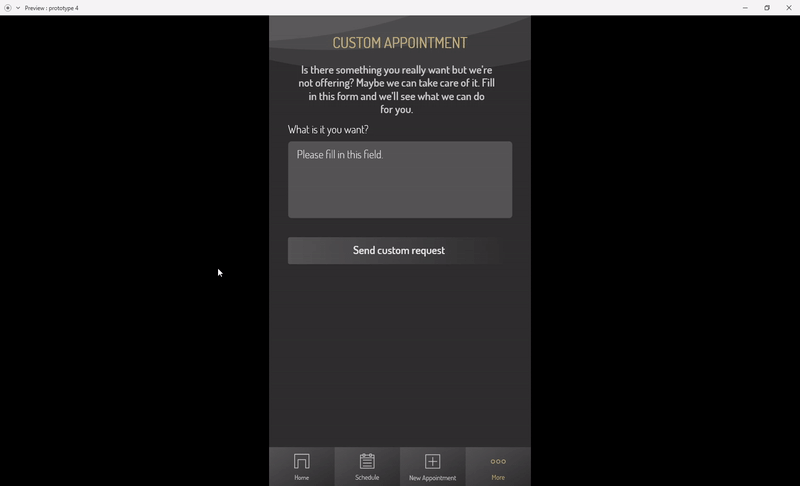 Preview : prototype 4
CUSTOM APPOINTMENT
Is there something you really want but we're
not offering? Maybe we can take care of it. Fill
in this form and we'll see what we can do
for you.
What is it you want?
Please fill in this field.
Send custom request
Home
Schedule
New Appointment
More